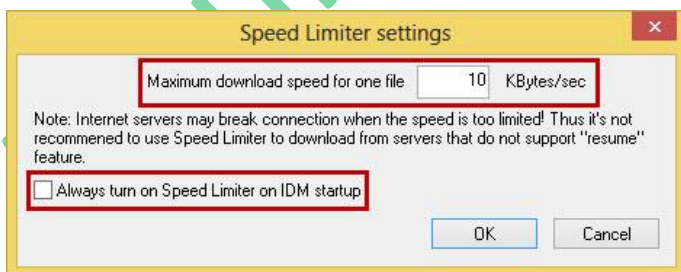 Speed Limiter settings
Maximum download speed for one file 10 KBytes/sec
Note: Internet servers may break connection when the speed is too limited! Thus it's not
recommened to use Speed Limiter to download from servers that do not support "resume"
feature.
Always turn on Speed Limiter on IDM startup
OK Cancel